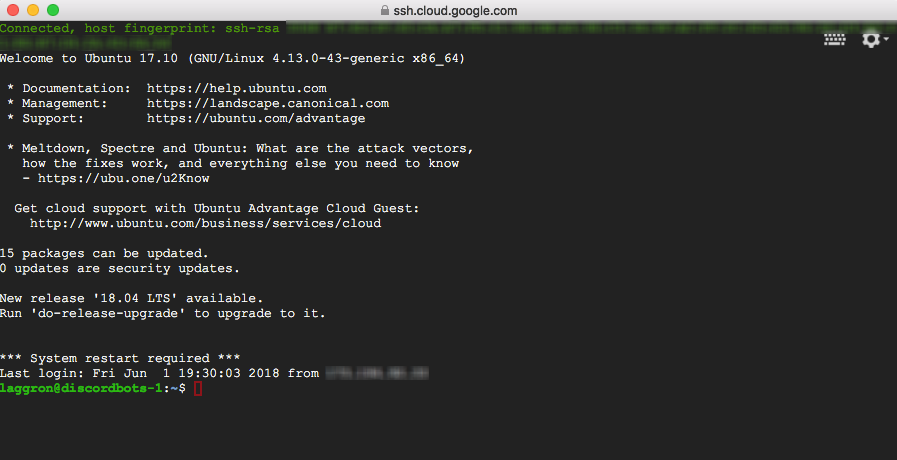 ssh.cloud.google.com
Connected, host fingerprint: ssh-rsa
Welcome to Ubuntu 17.10 (GNU/Linux 4.13.0-43-generic x86_64)
* Documentation:  https://help.ubuntu.com
* Management:     https://landscape.canonical.com
* Support:        https://ubuntu.com/advantage
* Meltdown, Spectre and Ubuntu: What are the attack vectors,
how the fixes work, and everything else you need to know
- https://ubu.one/u2Know
Get cloud support with Ubuntu Advantage Cloud Guest:
http://www.ubuntu.com/business/services/cloud
15 packages can be updated.
0 updates are security updates.
New release '18.04 LTS' available.
Run 'do-release-upgrade' to upgrade to it.
*** System restart required ***
Last login: Fri Jun  1 19:30:03 2018 from
laggron@discordbots-1:~$